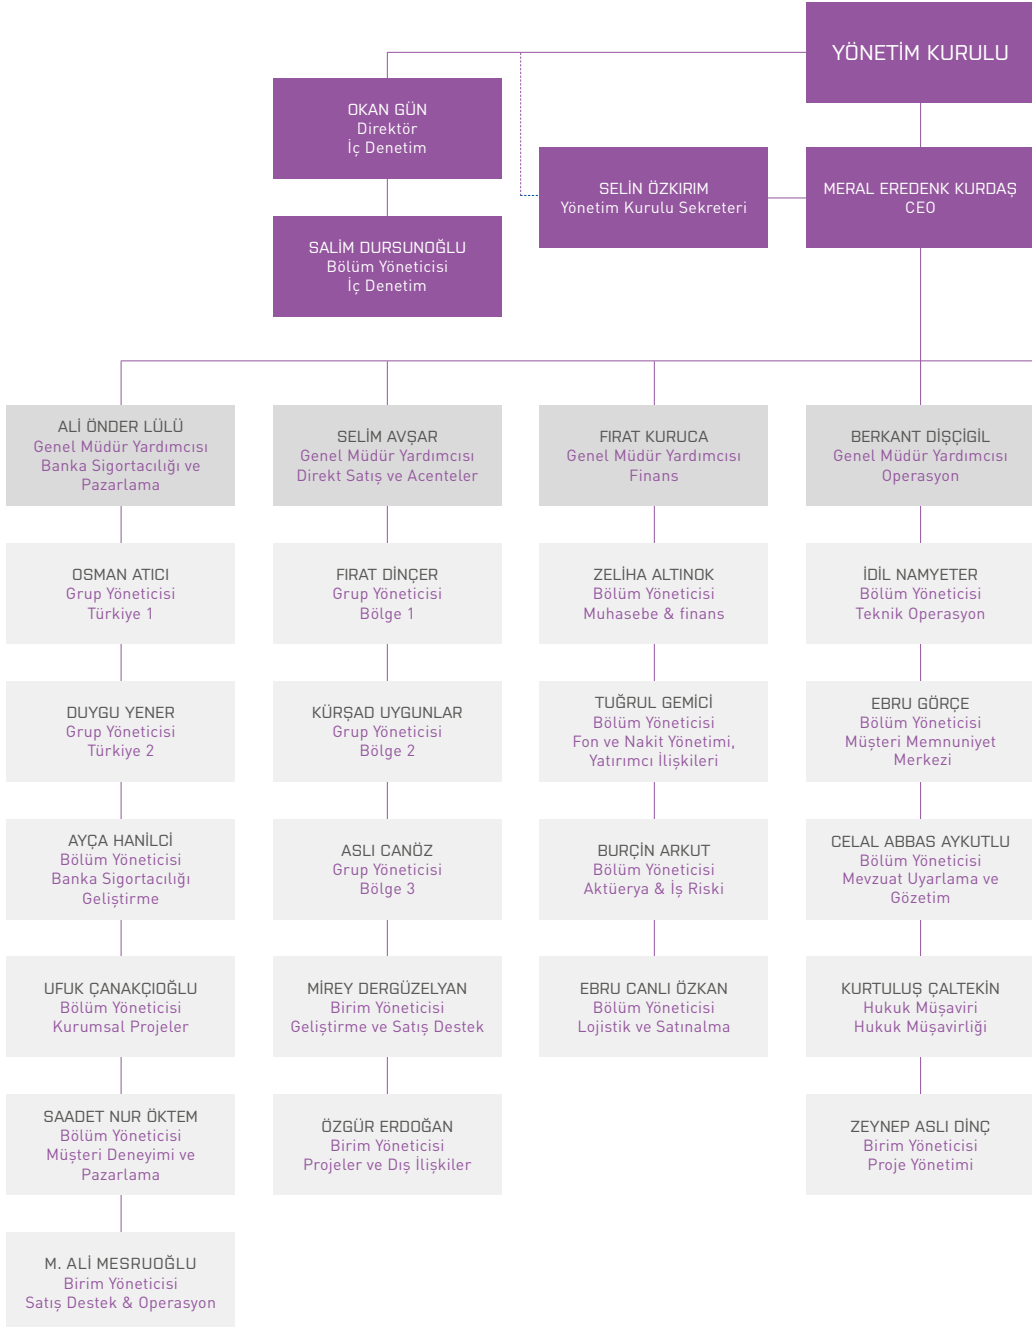 YÖNETİM KURULU
OKAN GÜN
Direktör
İç Denetim
SELİN ÖZKIRIM
Yönetim Kurulu Sekreteri
MERAL EREDENK KURDAŞ
CEO
SALİM DURSUNOĞLU
Bölüm Yöneticisi
İç Denetim
ALİ ÖNDER LÜLÜ
Genel Müdür Yardımcısı
Banka Sigortacılığı ve
Pazarlama
OSMAN ATICI
Grup Yöneticisi
Türkiye 1
DUYGU YENER
Grup Yöneticisi
Türkiye 2
AYÇA HANİLCİ
Bölüm Yöneticisi
Banka Sigortacılığı
Geliştirme
UFUK ÇANAKÇIOĞLU
Bölüm Yöneticisi
Kurumsal Projeler
SAADET NUR ÖKTEM
Bölüm Yöneticisi
Müşteri Deneyimi ve
Pazarlama
M. ALİ MESRUOĞLU
Birim Yöneticisi
Satış Destek & Operasyon
SELİM AVŞAR
Genel Müdür Yardımcısı
Direkt Satış ve Acenteler
FIRAT DİNÇER
Grup Yöneticisi
Bölge 1
KÜRŞAD UYGUNLAR
Grup Yöneticisi
Bölge 2
ASLI CANÖZ
Grup Yöneticisi
Bölge 3
MİREY DERGÜZELYAN
Birim Yöneticisi
Geliştirme ve Satış Destek
ÖZGÜR ERDOĞAN
Birim Yöneticisi
Projeler ve Dış İlişkiler
FIRAT KURUCA
Genel Müdür Yardımcısı
Finans
ZELİHA ALTINOK
Bölüm Yöneticisi
Muhasebe & finans
TUĞRUL GEMİCİ
Bölüm Yöneticisi
Fon ve Nakit Yönetimi,
Yatırımcı İlişkileri
BURÇİN ARKUT
Bölüm Yöneticisi
Aktüerya & İş Riski
EBRU CANLI ÖZKAN
Bölüm Yöneticisi
Lojistik ve Satınalma
BERKANT DİŞÇİGİL
Genel Müdür Yardımcısı
Operasyon
İDİL NAMYETER
Bölüm Yöneticisi
Teknik Operasyon
EBRU GÖRÇE
Bölüm Yöneticisi
Müşteri Memnuniyet
Merkezi
CELAL ABBAS AYKUTLU
Bölüm Yöneticisi
Mevzuat Uyarlama ve
Gözetim
KURTULUŞ ÇALTEKİN
Hukuk Müşaviri
Hukuk Müşavirliği
ZEYNEP ASLI DİNÇ
Birim Yöneticisi
Proje Yönetimi